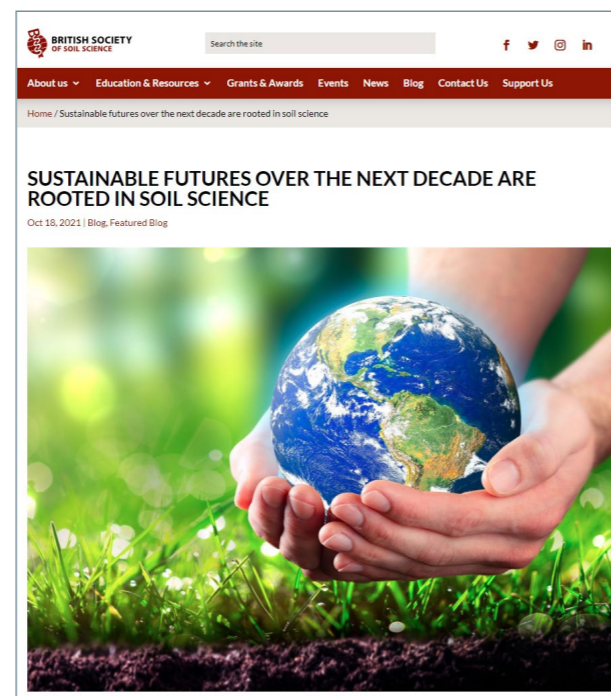 BRITISH SOCIETY
OF SOIL SCIENCE
Search the site
About us Education & Resources Grants & Awards Events News Blog Contact Us Support Us
Home / Sustainable futures over the next decade are rooted in soil science
SUSTAINABLE FUTURES OVER THE NEXT DECADE ARE
ROOTED IN SOIL SCIENCE
Oct 18, 2021 | Blog, Featured Blog